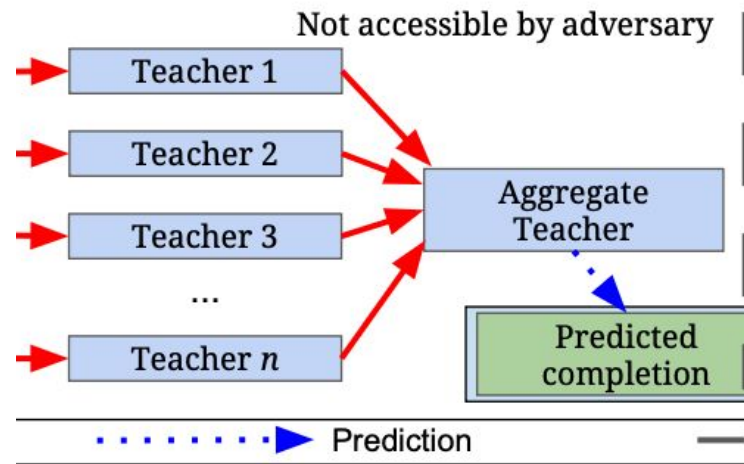 Not accessible by adversary
Teacher 1
Teacher 2
Teacher 3
...
Teacher n
Aggregate
Teacher
Predicted
completion
Prediction